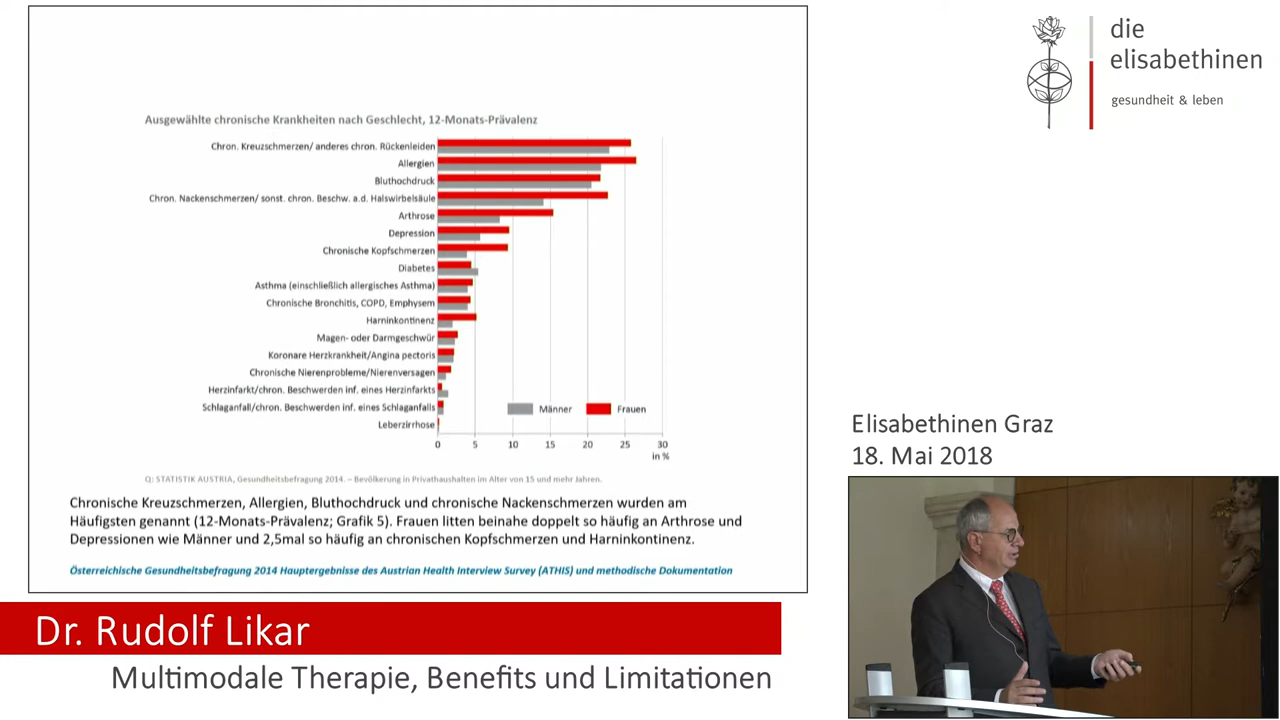 Ausgewählte chronische Krankheiten nach Geschlecht, 12-Monats-Prävalenz
Chron. Kreuzschmerzen/ anderes chron. Rückenleiden
Allergien
Bluthochdruck
Chron. Nackenschmerzen/ sonst. chron. Beschw. a.d. Halswirbelsäule
Arthrose
Depression
Chronische Kopfschmerzen
Diabetes
Asthma (einschließlich allergisches Asthma)
Chronische Bronchitis, COPD, Emphysem
Harninkontinenz
Magen- oder Darmgeschwür
Koronare Herzkrankheit/Angina pectoris
Chronische Nierenprobleme/Nierenversagen
Herzinfarkt/chron. Beschwerden inf. eines Herzinfarkts
Schlaganfall/chron. Beschwerden inf. eines Schlaganfalls
Leberzirrhose
Männer Frauen
0 5 10 15 20 25 30
in %
Q: STATISTIK AUSTRIA, Gesundheitsbefragung 2014. – Bevölkerung in Privathaushalten im Alter von 15 und mehr Jahren.
Chronische Kreuzschmerzen, Allergien, Bluthochdruck und chronische Nackenschmerzen wurden am
Häufigsten genannt (12-Monats-Prävalenz; Grafik 5). Frauen litten beinahe doppelt so häufig an Arthrose und
Depressionen wie Männer und 2,5mal so häufig an chronischen Kopfschmerzen und Harninkontinenz.
Österreichische Gesundheitsbefragung 2014 Hauptergebnisse des Austrian Health Interview Survey (ATHIS) und methodische Dokumentation
Dr. Rudolf Likar
Multimodale Therapie, Benefits und Limitationen
die
elisabethinen
gesundheit & leben
Elisabethinen Graz
18. Mai 2018